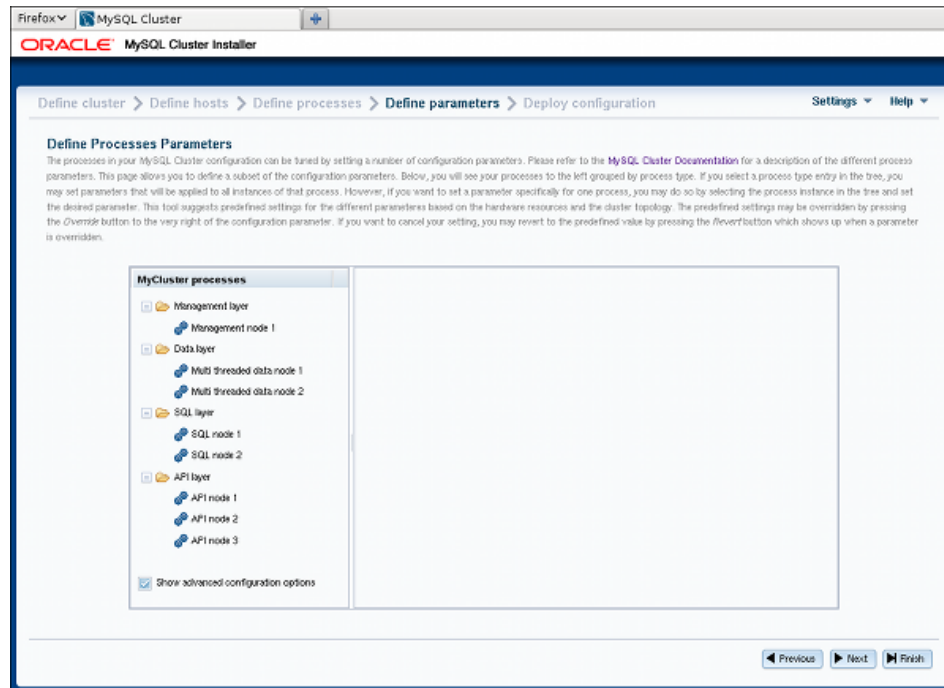 Firefox MySQL Cluster
ORACLE MySQL Cluster Installer
Define cluster > Define hosts > Define processes > Define parameters > Deploy configuration Settings Help
Define Processes Parameters
The processes in your MySQL Cluster configuration can be tuned by setting a number of configuration parameters. Please refer to the MySQL Cluster Documentation for a description of the different process
parameters. This page allows you to define a subset of the configuration parameters. Below, you will see your processes to the left grouped by process type. If you select a process type entry in the tree, you
may set parameters that will be applied to all instances of that process. However, if you want to set a parameter specifically for one process, you may do so by selecting the process instance in the tree and set
the desired parameter. This tool suggests predefined settings for the different parameters based on the hardware resources and the cluster topology. The predefined settings may be overridden by pressing
the Override button to the very right of the configuration parameter. If you want to cancel your setting, you may revert to the predefined value by pressing the Revert button which shows up when a parameter
is overridden.
MyCluster processes
Management layer
Management node 1
Data layer
Multi threaded data node 1
Multi threaded data node 2
SQL layer
SQL node 1
SQL node 2
API layer
API node 1
API node 2
API node 3
Show advanced configuration options
Previous Next Finish